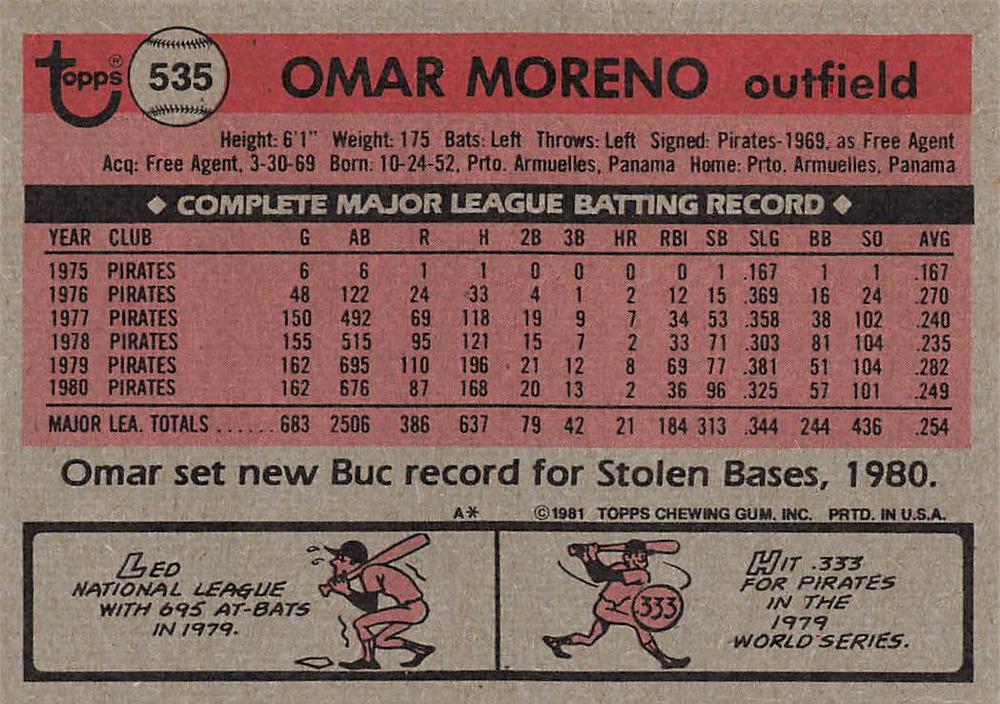 Topps® 535 OMAR MORENO outfield
Height: 6'1" Weight: 175 Bats: Left Throws: Left Signed: Pirates-1969, as Free Agent
Acq: Free Agent, 3-30-69 Born: 10-24-52, Prto. Armuelles, Panama Home: Prto. Armuelles, Panama
◆ COMPLETE MAJOR LEAGUE BATTING RECORD ◆
YEAR CLUB G AB R H 2B 3B HR RBI SB SLG BB SO AVG
1975 PIRATES 6 6 1 1 0 0 0 0 1 .167 1 1 .167
1976 PIRATES 48 122 24 33 4 1 2 12 15 .369 16 24 .270
1977 PIRATES 150 492 69 118 19 9 7 34 53 .358 38 102 .240
1978 PIRATES 155 515 95 121 15 7 2 33 71 .303 81 104 .235
1979 PIRATES 162 695 110 196 21 12 8 69 77 .381 51 104 .282
1980 PIRATES 162 676 87 168 20 13 2 36 96 .325 57 101 .249
MAJOR LEA. TOTALS ...... 683 2506 386 637 79 42 21 184 313 .344 244 436 .254
Omar set new Buc record for Stolen Bases, 1980.
A* ©1981 TOPPS CHEWING GUM, INC. PRTD. IN U.S.A.
LED
NATIONAL LEAGUE
WITH 695 AT-BATS
IN 1979.
333
HIT .333
FOR PIRATES
IN THE
1979
WORLD SERIES.